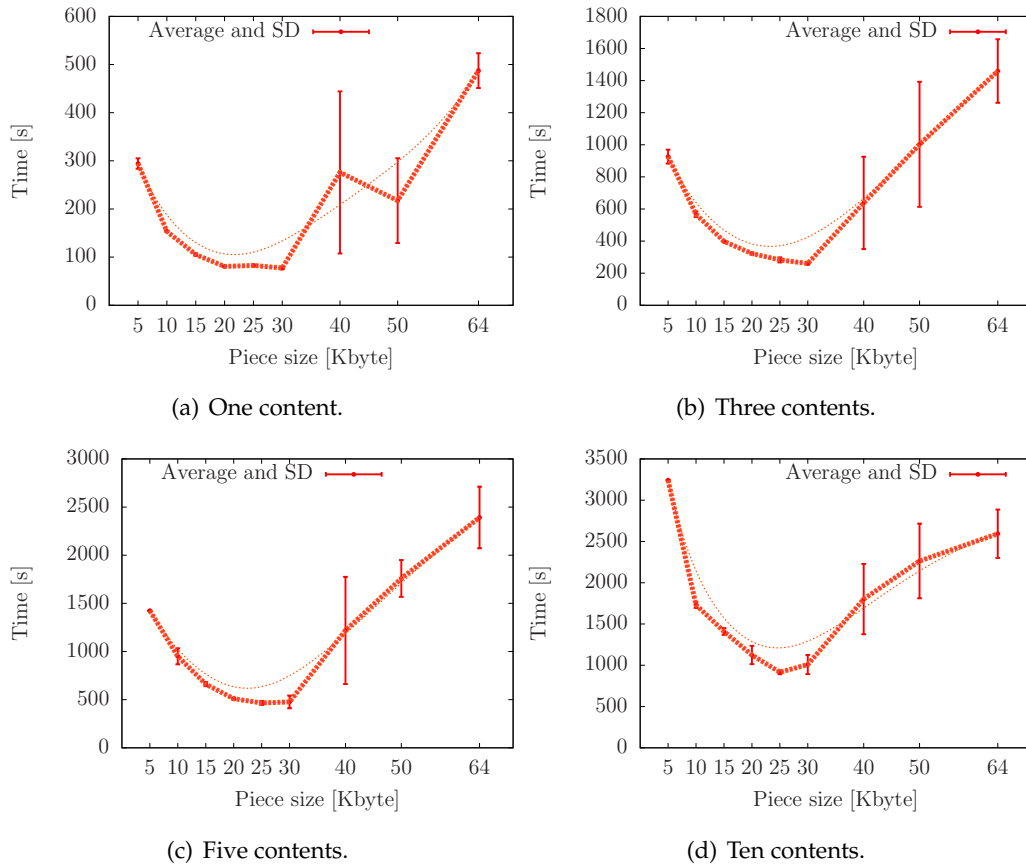 600
500
400
300
200
100
0
Time [s]
Average and SD
5 10 15 20 25 30 40 50 64
Piece size [Kbyte]
(a) One content.
1800
1600
1400
1200
1000
800
600
400
200
0
Time [s]
Average and SD
5 10 15 20 25 30 40 50 64
Piece size [Kbyte]
(b) Three contents.
3000
2500
2000
1500
1000
500
0
Time [s]
Average and SD
5 10 15 20 25 30 40 50 64
Piece size [Kbyte]
(c) Five contents.
3500
3000
2500
2000
1500
1000
500
0
Time [s]
Average and SD
5 10 15 20 25 30 40 50 64
Piece size [Kbyte]
(d) Ten contents.